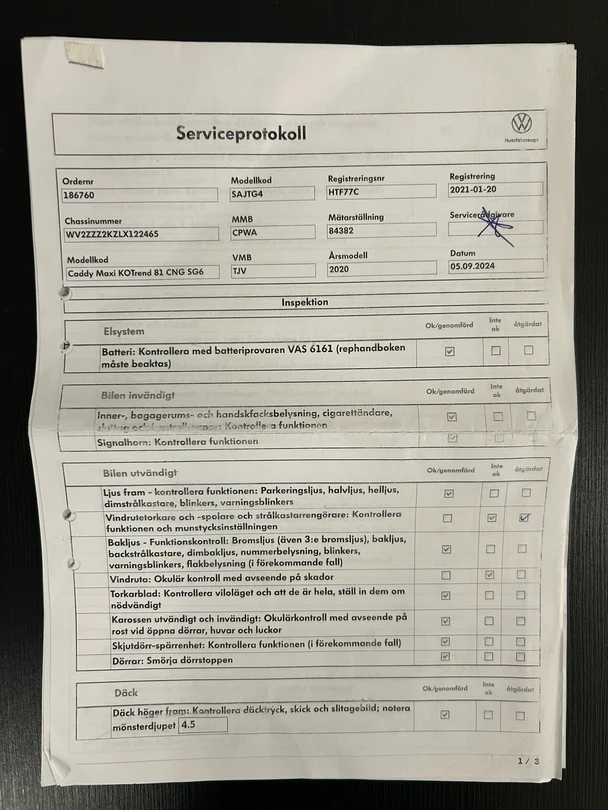 Serviceprotokoll
Nutzfahrzeuge
Ordernr
186760
Modellkod
SAJTG4
Registreringsnr
HTF77C
Registrering
2021-01-20
Chassinummer
WV2ZZZ2KZLX122465
MMB
CPWA
Mätarställning
84382
Servicerådgivare
Modellkod
Caddy Maxi KOTrend 81 CNG SG6
VMB
TJV
Årsmodell
2020
Datum
05.09.2024
Inspektion
Elsystem
Ok/genomförd Inte ok åtgärdat
Batteri: Kontrollera med batteriprovaren VAS 6161 (rephandboken
måste beaktas)
Bilen invändigt
Ok/genomförd Inte ok åtgärdat
Inner-, bagagerums- och handskfacksbelysning, cigarettändare,
Kontrollera funktionen
Signalhorn: Kontrollera funktionen
Bilen utvändigt
Ok/genomförd Inte ok åtgärdat
Ljus fram - kontrollera funktionen: Parkeringsljus, halvljus, helljus,
dimstrålkastare, blinkers, varningsblinkers
Vindrutetorkare och -spolare och strålkastarrengörare: Kontrollera
funktionen och munstycksinställningen
Bakljus - Funktionskontroll: Bromsljus (även 3:e bromsljus), bakljus,
backstrålkastare, dimbakljus, nummerbelysning, blinkers,
varningsblinkers, flakbelysning (i förekommande fall)
Vindruta: Okulär kontroll med avseende på skador
Torkarblad: Kontrollera viloläget och att de är hela, ställ in dem om
nödvändigt
Karossen utvändigt och invändigt: Okulärkontroll med avseende på
rost vid öppna dörrar, huvar och luckor
Skjutdörr-spärrenhet: Kontrollera funktionen (i förekommande fall)
Dörrar: Smörja dörrstoppen
Däck
Ok/genomförd Inte ok åtgärdat
Däck höger fram: Kontrollera däcktryck, skick och slitagebild; notera
mönsterdjupet 4.5
1 / 3